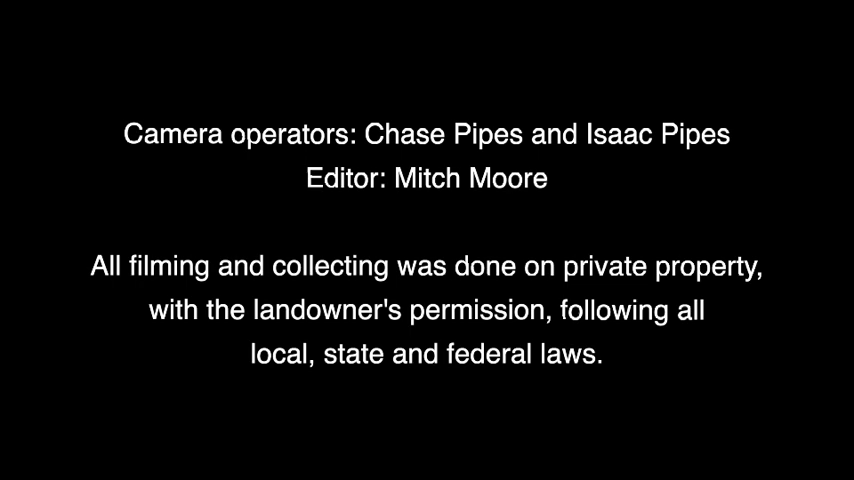 Camera operators: Chase Pipes and Isaac Pipes
Editor: Mitch Moore
All filming and collecting was done on private property,
with the landowner's permission, following all
local, state and federal laws.